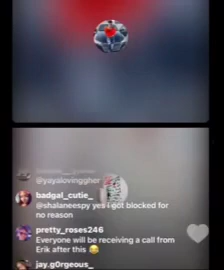 @yayalovinggher
badgal_cutie_
@shalaneespy yes i got blocked for
no reason
pretty_roses246
Everyone will be receiving a call from
Erik after this 😂
jay.g0rgeous_